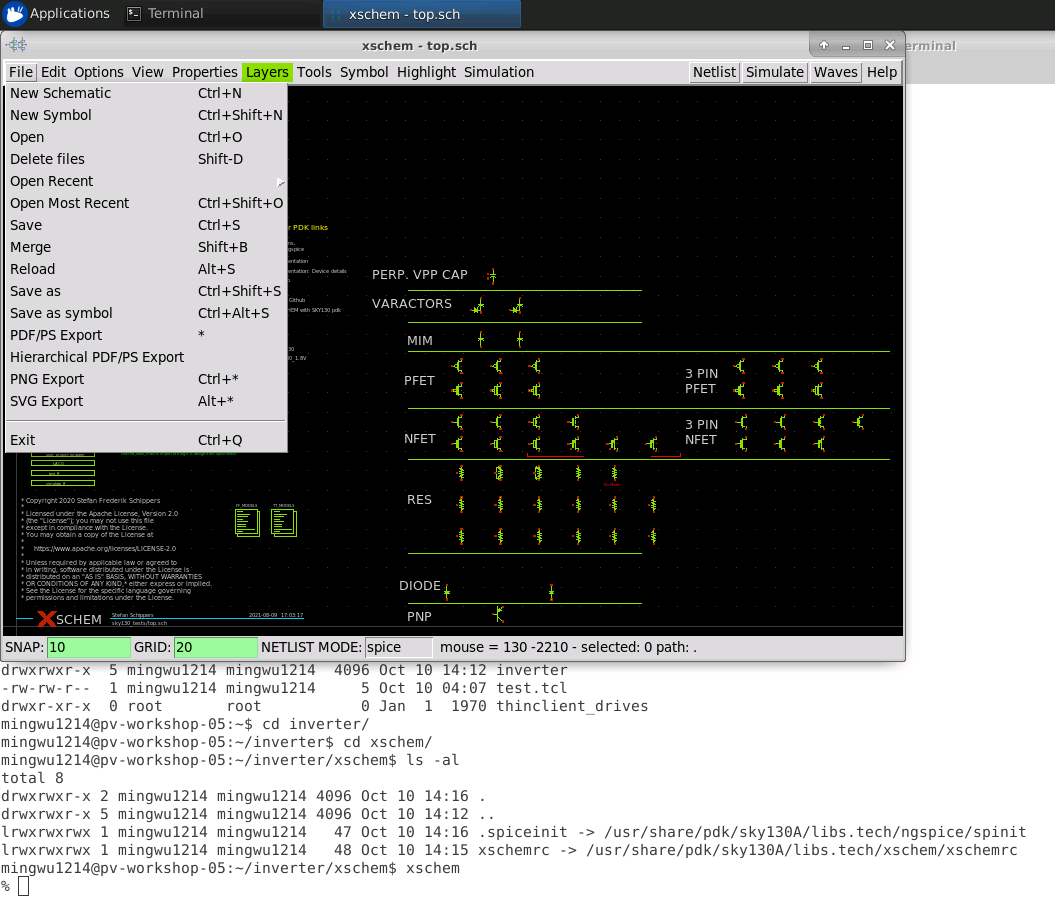 Applications
Terminal
xschem - top.sch
xschem - top.sch
erminal
File Edit Options View Properties Layers Tools Symbol Highlight Simulation Netlist Simulate Waves Help
New Schematic Ctrl+N
New Symbol Ctrl+Shift+N
Open Ctrl+O
Delete files Shift-D
Open Recent
Open Most Recent Ctrl+Shift+O
Save Ctrl+S
Merge Shift+B
Reload Alt+S
Save as Ctrl+Shift+S
Save as symbol Ctrl+Alt+S
PDF/PS Export *
Hierarchical PDF/PS Export
PNG Export Ctrl+*
SVG Export Alt+*
Exit Ctrl+Q
r PDK links
gspice
entation
entation: Device details
Github
HEM with SKY130 pdk
1.8V
PERP. VPP CAP
VARACTORS
MIM
PFET
3 PIN
PFET
NFET
3 PIN
NFET
RES
DIODE
PNP
* Copyright 2020 Stefan Frederik Schippers
*
* Licensed under the Apache License, Version 2.0
* (the "License"); you may not use this file
* except in compliance with the License.
* You may obtain a copy of the License at
*
* https://www.apache.org/licenses/LICENSE-2.0
*
* Unless required by applicable law or agreed to
* in writing, software distributed under the License is
* distributed on an "AS IS" BASIS, WITHOUT WARRANTIES
* OR CONDITIONS OF ANY KIND,* either express or implied.
* See the License for the specific language governing
* permissions and limitations under the License.
XSCHEM
Stefan Schippers 2021-08-09 17:03:17
sky130_tests/top.sch
SNAP: 10 GRID: 20 NETLIST MODE: spice mouse = 130 -2210 - selected: 0 path: .
drwxrwxr-x 5 mingwu1214 mingwu1214 4096 Oct 10 14:12 inverter
-rw-rw-r-- 1 mingwu1214 mingwu1214 5 Oct 10 04:07 test.tcl
drwxr-xr-x 0 root root 0 Jan 1 1970 thinclient_drives
mingwu1214@pv-workshop-05:~$ cd inverter/
mingwu1214@pv-workshop-05:~/inverter$ cd xschem/
mingwu1214@pv-workshop-05:~/inverter/xschem$ ls -al
total 8
drwxrwxr-x 2 mingwu1214 mingwu1214 4096 Oct 10 14:16 .
drwxrwxr-x 5 mingwu1214 mingwu1214 4096 Oct 10 14:12 ..
lrwxrwxrwx 1 mingwu1214 mingwu1214 47 Oct 10 14:16 .spiceinit -> /usr/share/pdk/sky130A/libs.tech/ngspice/spinit
lrwxrwxrwx 1 mingwu1214 mingwu1214 48 Oct 10 14:15 xschemrc -> /usr/share/pdk/sky130A/libs.tech/xschem/xschemrc
mingwu1214@pv-workshop-05:~/inverter/xschem$ xschem
%